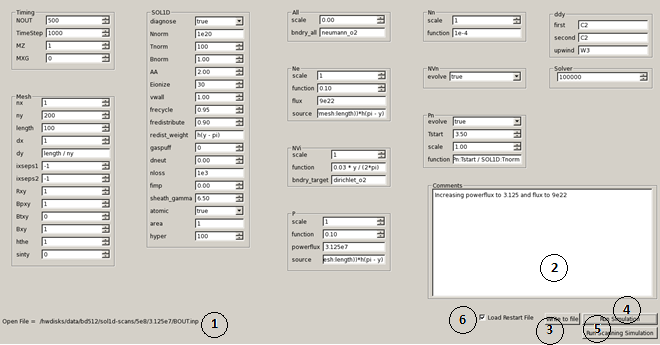 Timing
NOUT 500
TimeStep 1000
MZ 1
MXG 0
Mesh
nx 1
ny 200
length 100
dx 1
dy length / ny
ixseps1 -1
ixseps2 -1
Rxy 1
Bpxy 1
Btxy 0
Bxy 1
hthe 1
sinty 0
SOL1D
diagnose true
Nnorm 1e20
Tnorm 100
Bnorm 1.00
AA 2.00
Eionize 30
vwall 1.00
frecycle 0.95
fredistribute 0.90
redist_weight h(y - pi)
gaspuff 0
dneut 0.00
nloss 1e3
fimp 0.00
sheath_gamma 6.50
atomic true
area 1
hyper 100
All
scale 0.00
bndry_all neumann_o2
Ne
scale 1
function 0.10
flux 9e22
source mesh:length))*h(pi - y)
NVi
scale 1
function 0.03 * y / (2*pi)
bndry_target dirichlet_o2
P
scale 1
function 0.10
powerflux 3.125e7
source esh:length))*h(pi - y)
Nn
scale 1
function 1e-4
NVn
evolve true
Pn
evolve true
Tstart 3.50
scale 1.00
function Pn:Tstart / SOL1D:Tnorm
ddy
first C2
second C2
upwind W3
Solver
100000
Comments
Increasing powerflux to 3.125 and flux to 9e22
2
Open File = /hwdisks/data/bd512/sol1d-scans/5e8/3.125e7/BOUT.inp
1
6
Load Restart File
Write to file
3
4
Run Simulation
5
Run Scanning Simulation